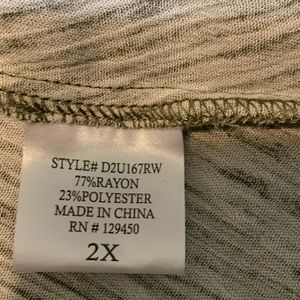 STYLE# D2U167RW
77%RAYON
23%POLYESTER
MADE IN CHINA
RN # 129450
2X